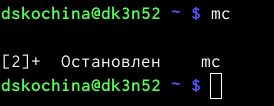 dskochina@dk3n52 ~ $ mc
[2]+  Остановлен    mc
dskochina@dk3n52 ~ $